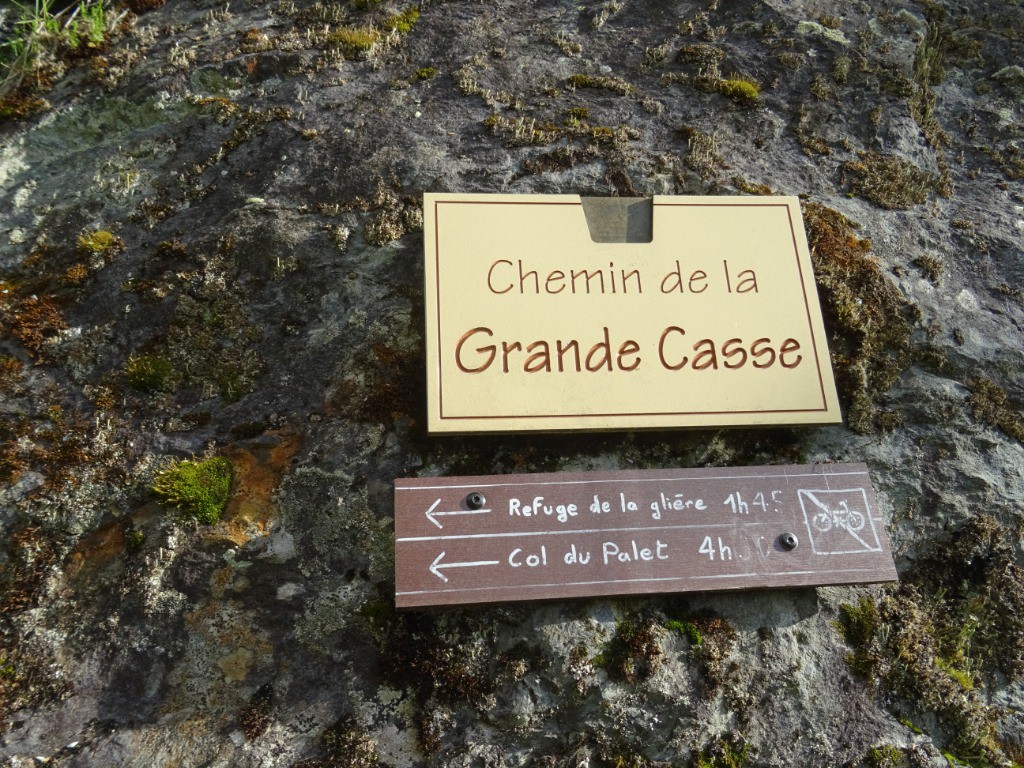 Chemin de la
Grande Casse
Refuge de la glière 1h45
Col du Palet 4h